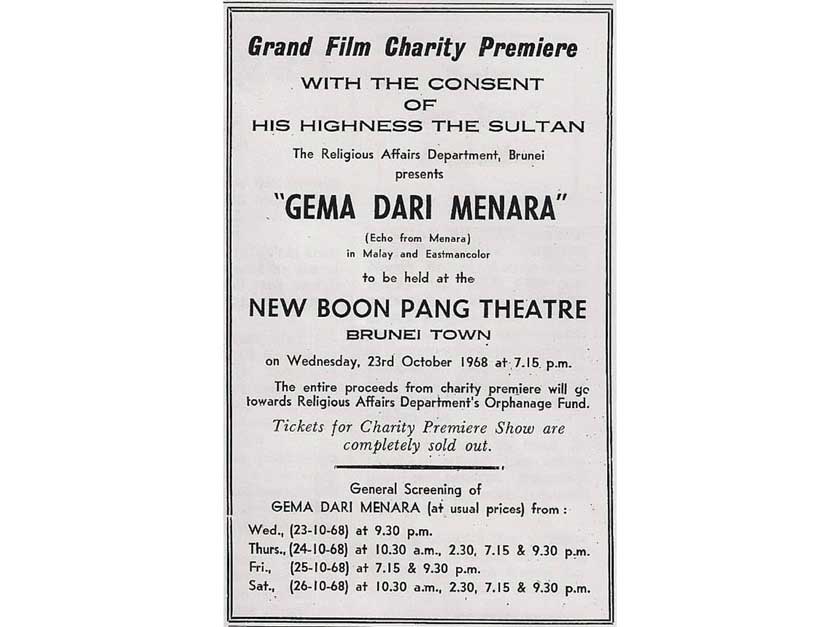 Grand Film Charity Premiere
WITH THE CONSENT
OF
HIS HIGHNESS THE SULTAN
The Religious Affairs Department, Brunei
presents
"GEMA DARI MENARA"
(Echo from Menara)
in Malay and Eastmancolor
to be held at the
NEW BOON PANG THEATRE
BRUNEI TOWN
on Wednesday, 23rd October 1968 at 7.15 p.m.
The entire proceeds from charity premiere will go
towards Religious Affairs Department's Orphanage Fund.
Tickets for Charity Premiere Show are
completely sold out.
General Screening of
GEMA DARI MENARA (at usual prices) from :
Wed., (23-10-68) at 9.30 p.m.
Thurs., (24-10-68) at 10.30 a.m., 2.30, 7.15 & 9.30 p.m.
Fri., (25-10-68) at 7.15 & 9.30 p.m.
Sat., (26-10-68) at 10.30 a.m., 2.30, 7.15 & 9.30 p.m.